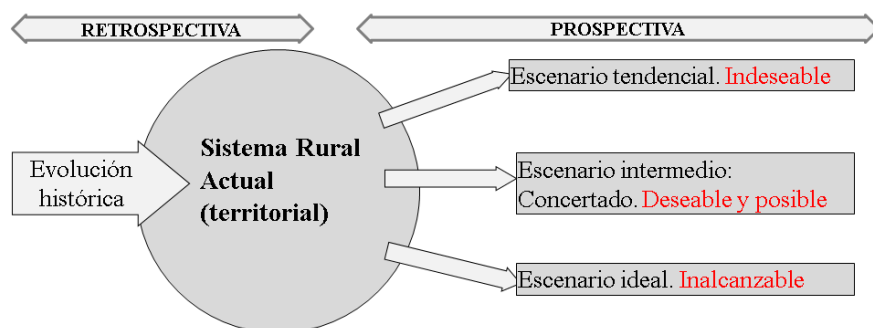 RETROSPECTIVA
PROSPECTIVA
Evolución
histórica
Sistema Rural
Actual
(territorial)
Escenario tendencial. Indeseable
Escenario intermedio:
Concertado. Deseable y posible
Escenario ideal. Inalcanzable